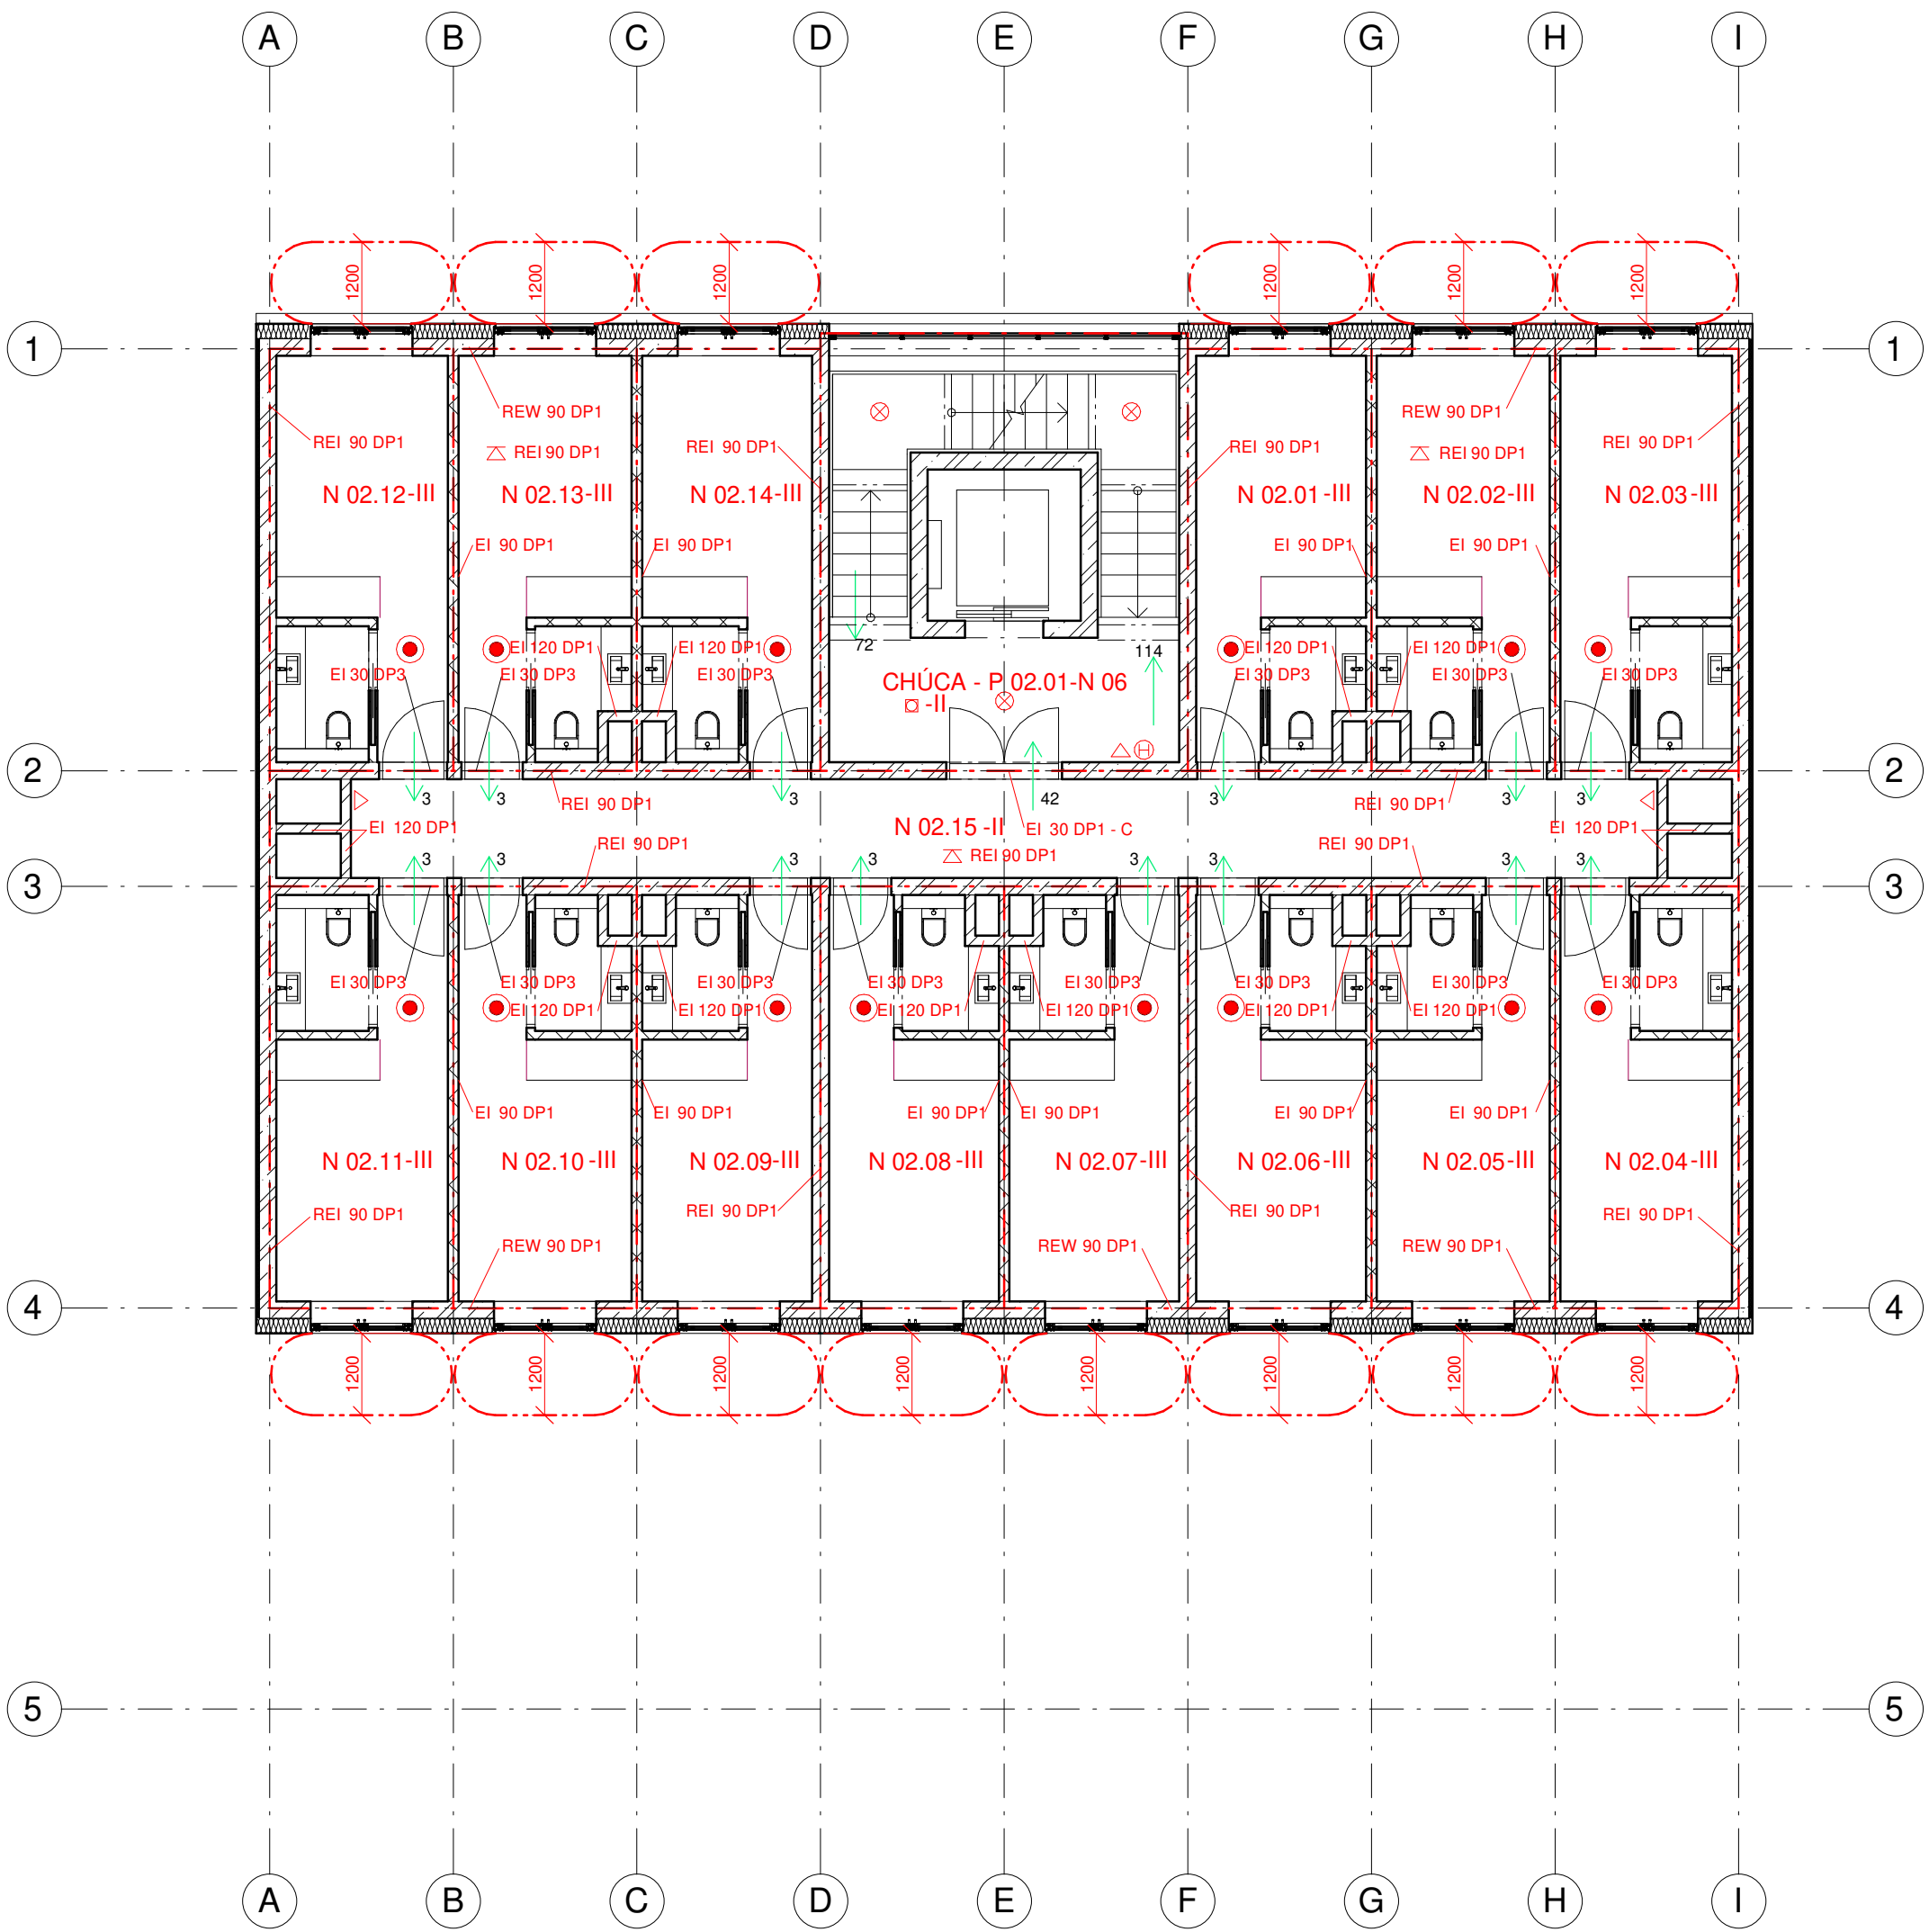 A B C D E F G H I
1200 1200 1200 1200 1200 1200
1 1
REW 90 DP1 REW 90 DP1
REI 90 DP1 REI 90 DP1 REI 90 DP1 REI 90 DP1 REI 90 DP1 REI 90 DP1
N 02.12-III N 02.13-III N 02.14-III N 02.01-III N 02.02-III N 02.03-III
EI 90 DP1 EI 90 DP1 EI 90 DP1 EI 90 DP1
72 EI 120 DP1 EI 120 DP1 114 EI 120 DP1 EI 120 DP1
EI 30 DP3 EI 30 DP3 EI 30 DP3 EI 30 DP3 EI 30 DP3 EI 30 DP3
CHÚCA - P 02.01-N 06
-II
H
2 2
3 3 3 42 3 3 3
REI 90 DP1 REI 90 DP1
EI 120 DP1 N 02.15 -II EI 30 DP1 - C EI 120 DP1
REI 90 DP1 REI 90 DP1 REI 90 DP1
3 3 3 3 3 3 3 3
3 3
EI 30 DP3 EI 30 DP3 EI 30 DP3 EI 30 DP3 EI 30 DP3 EI 30 DP3 EI 30 DP3 EI 30 DP3
EI 120 DP1 EI 120 DP1 EI 120 DP1 EI 120 DP1 EI 120 DP1 EI 120 DP1
EI 90 DP1 EI 90 DP1 EI 90 DP1 EI 90 DP1 EI 90 DP1 EI 90 DP1
N 02.11-III N 02.10-III N 02.09-III N 02.08-III N 02.07-III N 02.06-III N 02.05-III N 02.04-III
REI 90 DP1 REI 90 DP1 REI 90 DP1 REI 90 DP1
REW 90 DP1 REW 90 DP1 REW 90 DP1
4 4
1200 1200 1200 1200 1200 1200 1200 1200
5 5
A B C D E F G H I